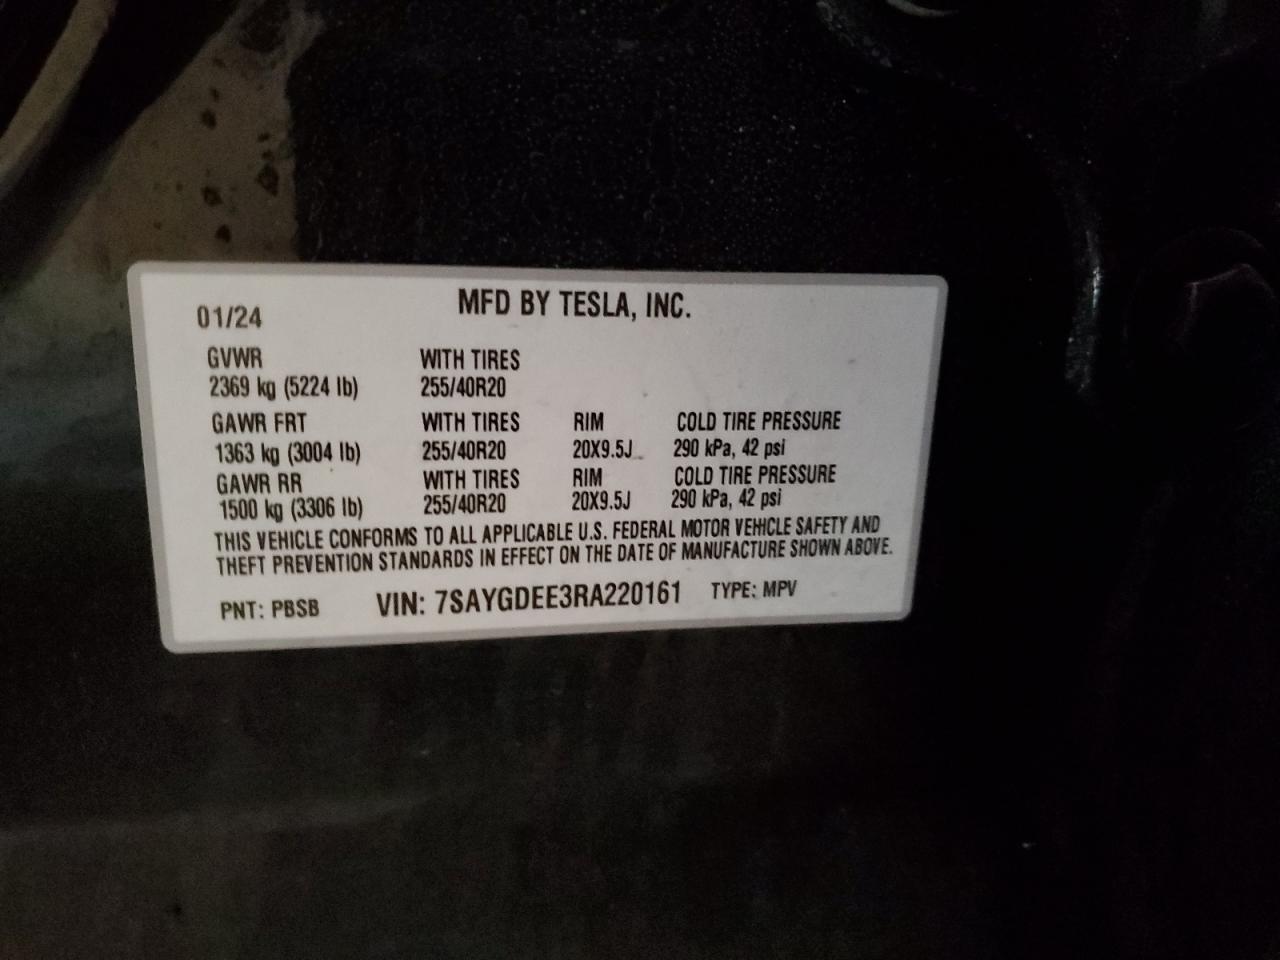 MFD BY TESLA, INC.
01/24
GVWR WITH TIRES
2369 kg (5224 lb) 255/40R20
GAWR FRT WITH TIRES RIM COLD TIRE PRESSURE
1363 kg (3004 lb) 255/40R20 20X9.5J 290 kPa, 42 psi
GAWR RR WITH TIRES RIM COLD TIRE PRESSURE
1500 kg (3306 lb) 255/40R20 20X9.5J 290 kPa, 42 psi
THIS VEHICLE CONFORMS TO ALL APPLICABLE U.S. FEDERAL MOTOR VEHICLE SAFETY AND
THEFT PREVENTION STANDARDS IN EFFECT ON THE DATE OF MANUFACTURE SHOWN ABOVE.
PNT: PBSB VIN: 7SAYGDEE3RA220161 TYPE: MPV